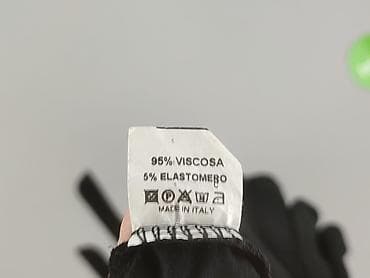 95% VISCOSA
5% ELASTOMERO
MADE IN ITALY